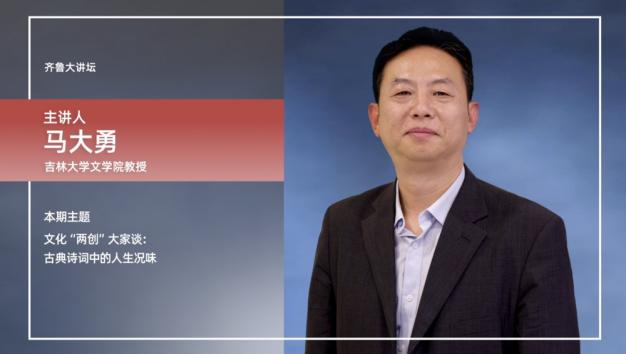 齐鲁大讲坛
主讲人
马大勇
吉林大学文学院教授
本期主题
文化“两创”大家谈：
古典诗词中的人生况味